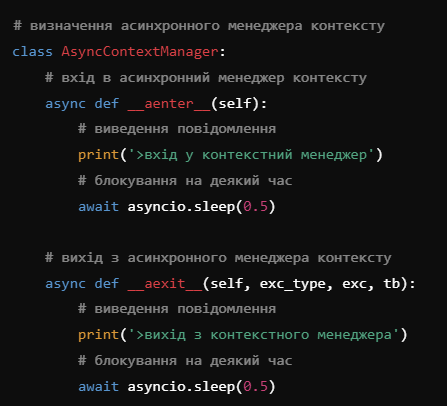 # визначення асинхронного менеджера контексту
class AsyncContextManager:
    # вхід в асинхронний менеджер контексту
    async def __aenter__(self):
        # виведення повідомлення
        print('>вхід у контекстний менеджер')
        # блокування на деякий час
        await asyncio.sleep(0.5)

    # вихід з асинхронного менеджера контексту
    async def __aexit__(self, exc_type, exc, tb):
        # виведення повідомлення
        print('>вихід з контекстного менеджера')
        # блокування на деякий час
        await asyncio.sleep(0.5)